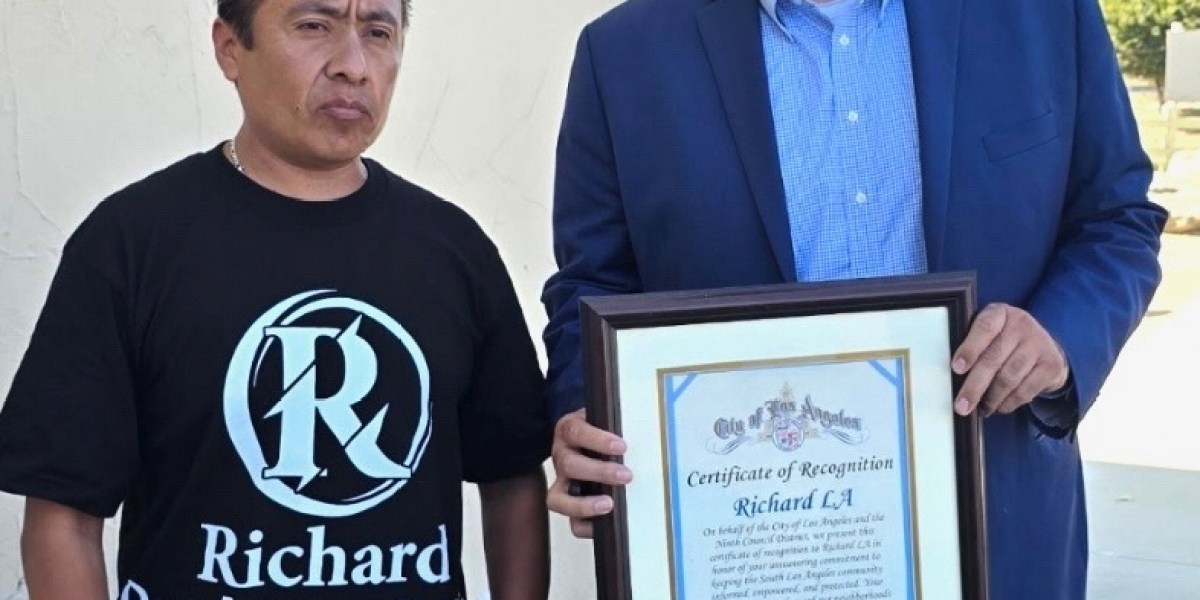 R
Richard
City of Los Angeles
Certificate of Recognition
Richard LA
On behalf of the City of Los Angeles and the
Ninth Council District, we present this
certificate of recognition to Richard LA in
honor of your unwavering commitment to
keeping the South Los Angeles community
informed, empowered, and protected. Your
neighborhoods